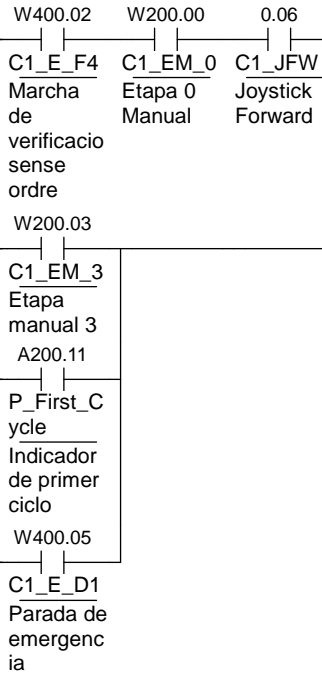 W400.02 W200.00 0.06
C1_E_F4 C1_EM_0 C1_JFW
Marcha Etapa 0 Joystick
de Manual Forward
verificacio
sense
ordre
W200.03
C1_EM_3
Etapa
manual 3
A200.11
P_First_C
ycle
Indicador
de primer
ciclo
W400.05
C1_E_D1
Parada de
emergenc
ia